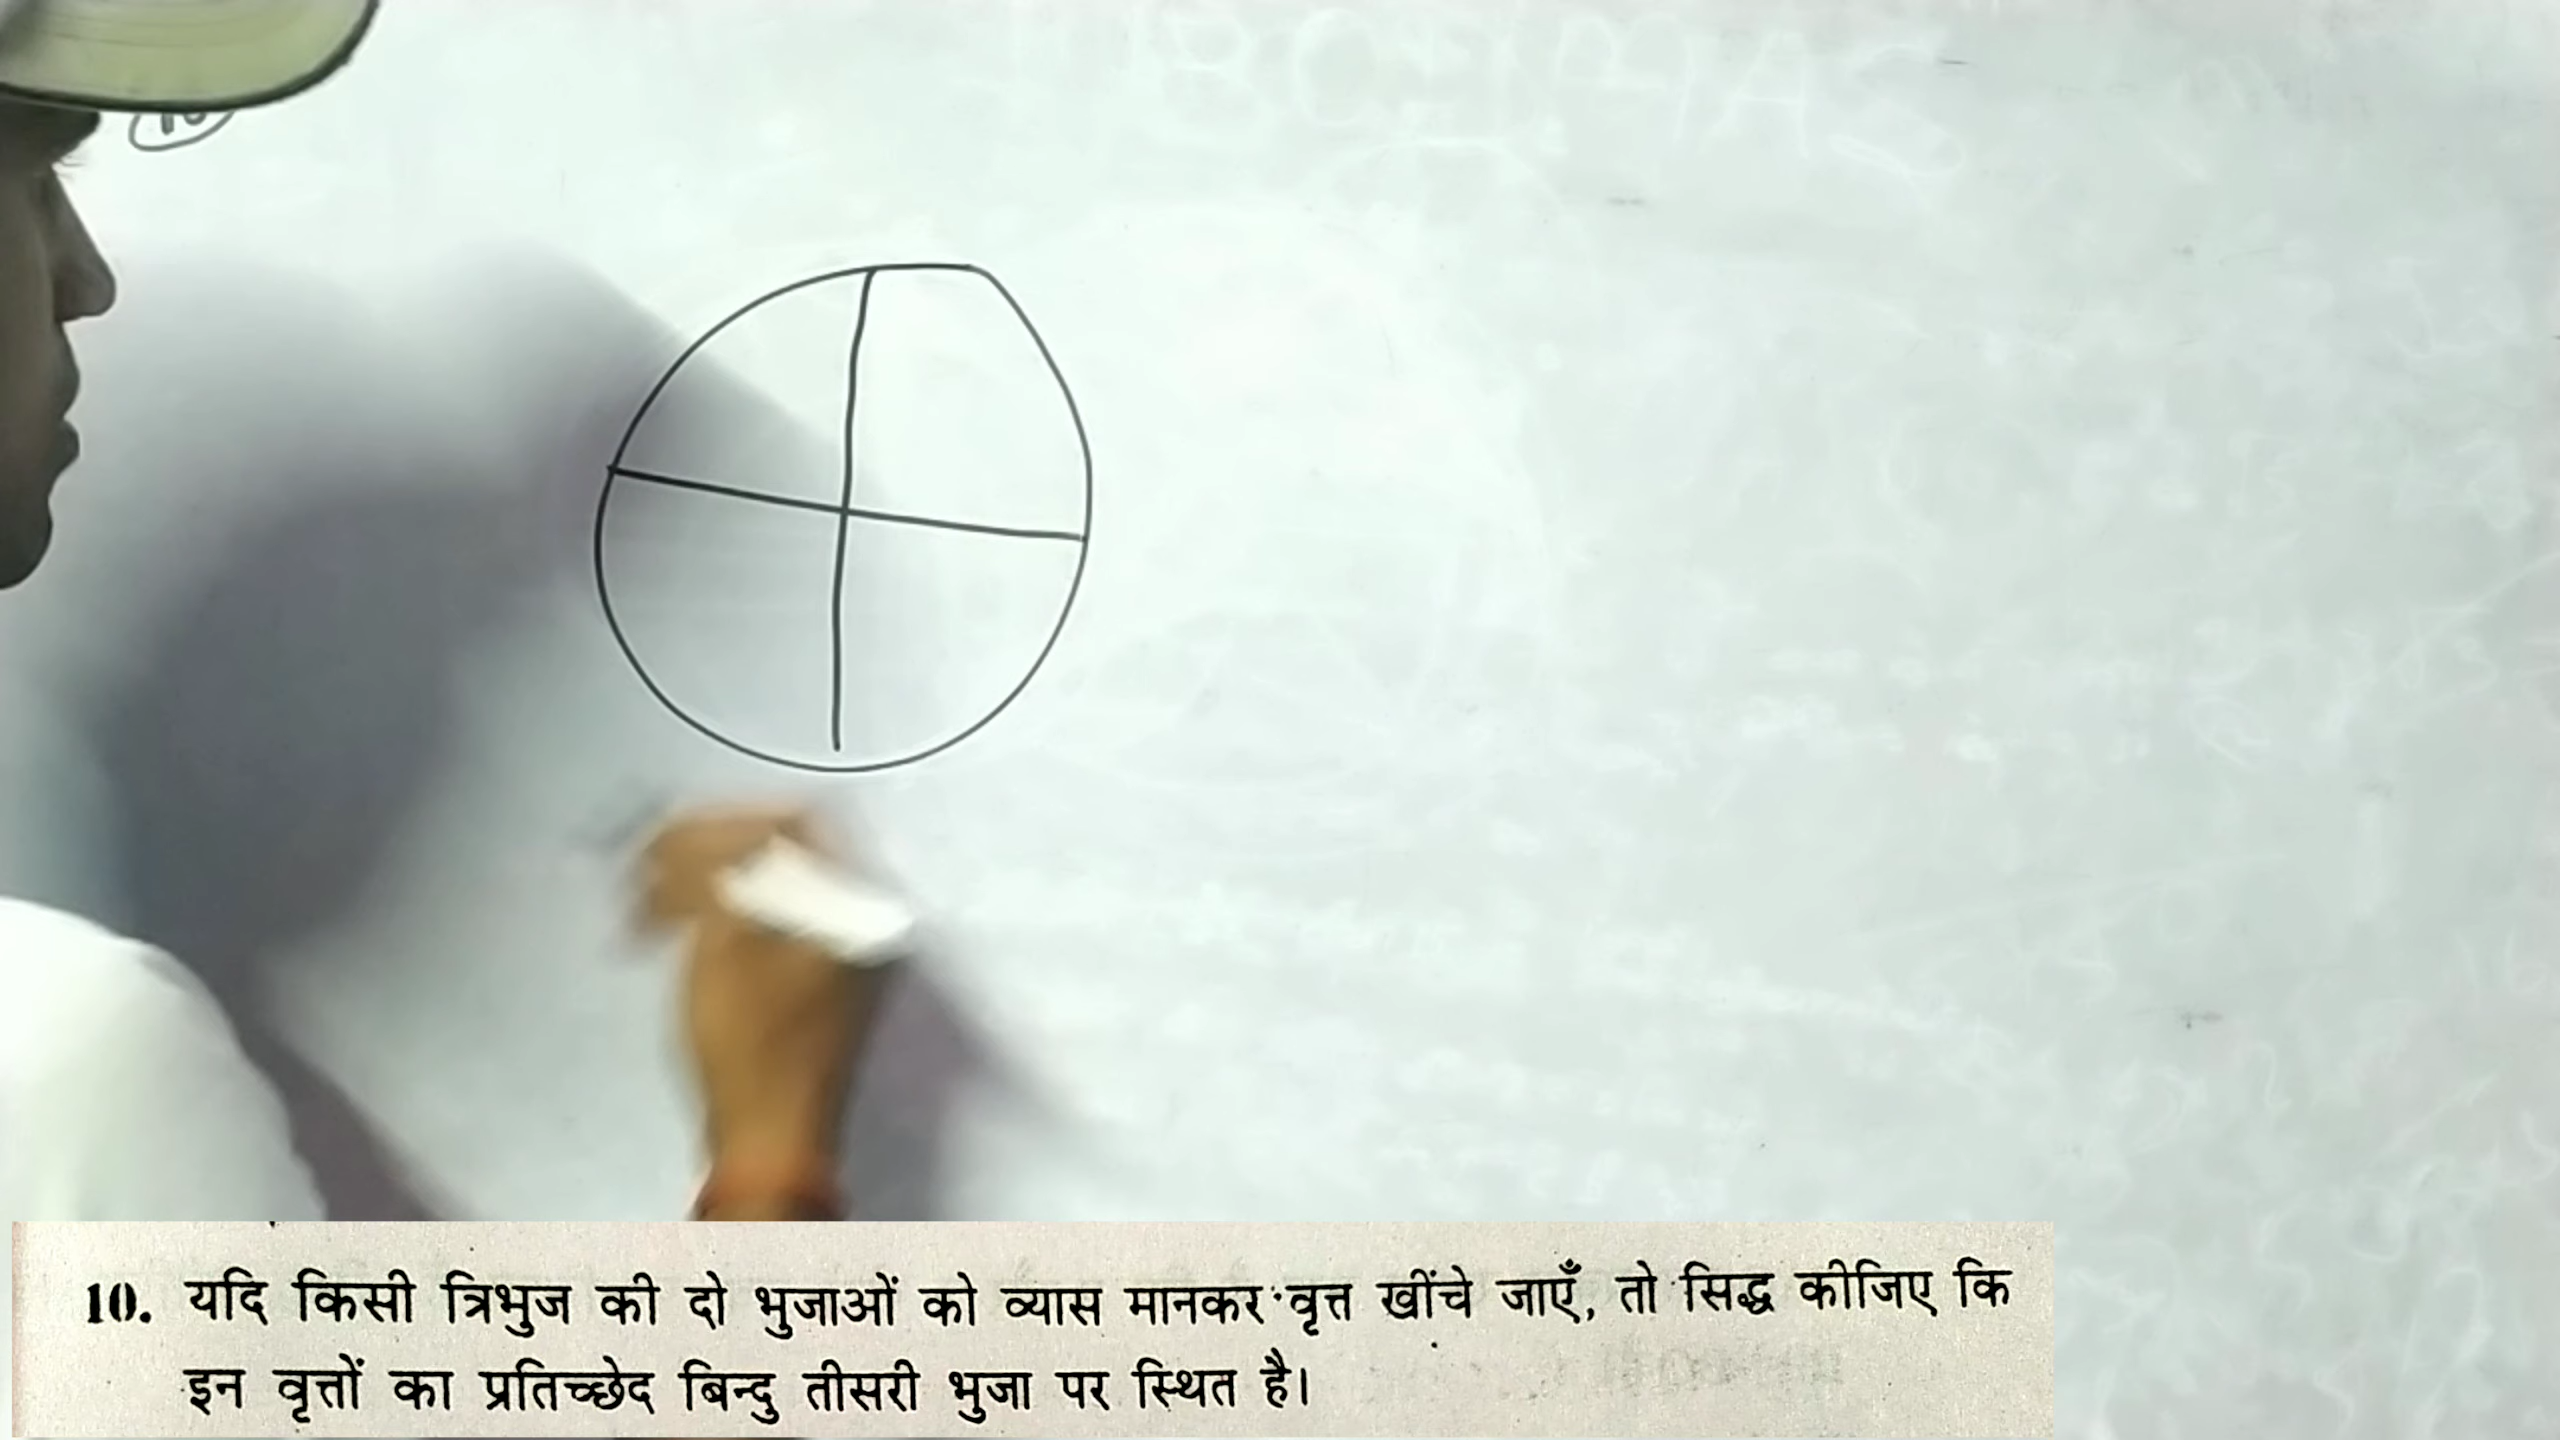 10. यदि किसी त्रिभुज की दो भुजाओं को व्यास मानकर वृत्त खींचे जाएँ, तो सिद्ध कीजिए कि
इन वृत्तों का प्रतिच्छेद बिन्दु तीसरी भुजा पर स्थित है।